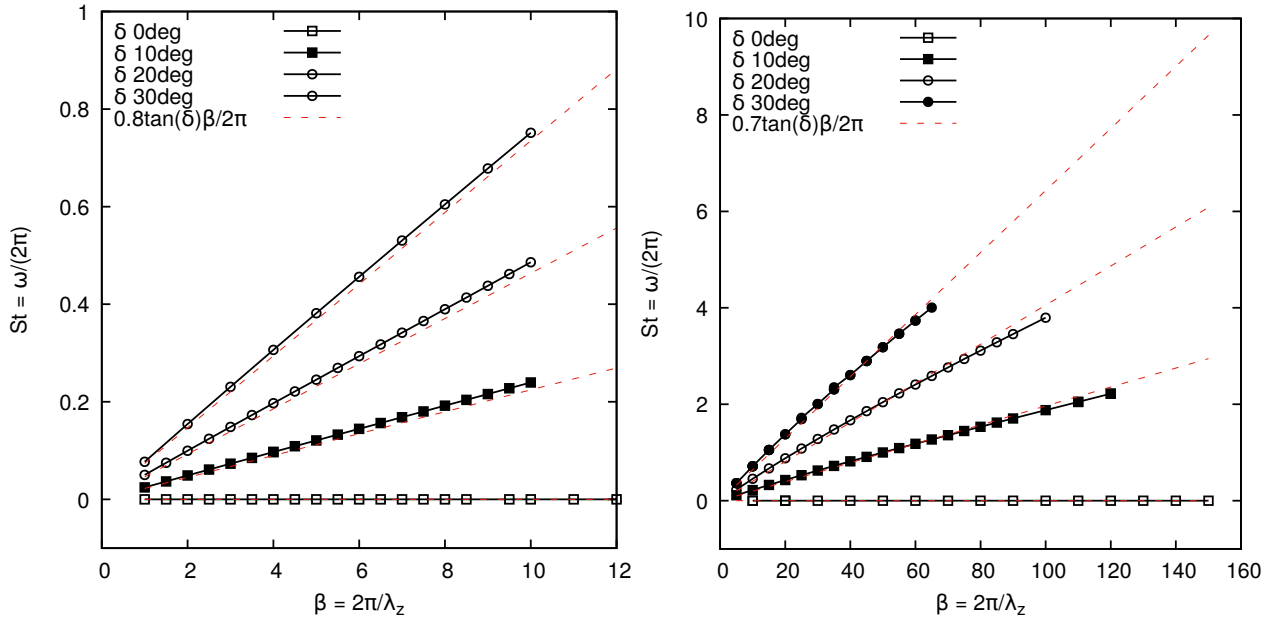 δ 0deg
δ 10deg
δ 20deg
δ 30deg
0.8tan(δ)β/2π
1
0.8
0.6
0.4
0.2
0
St = ω/(2π)
0 2 4 6 8 10 12
β = 2π/λz
δ 0deg
δ 10deg
δ 20deg
δ 30deg
0.7tan(δ)β/2π
10
8
6
4
2
0
St = ω/(2π)
0 20 40 60 80 100 120 140 160
β = 2π/λz